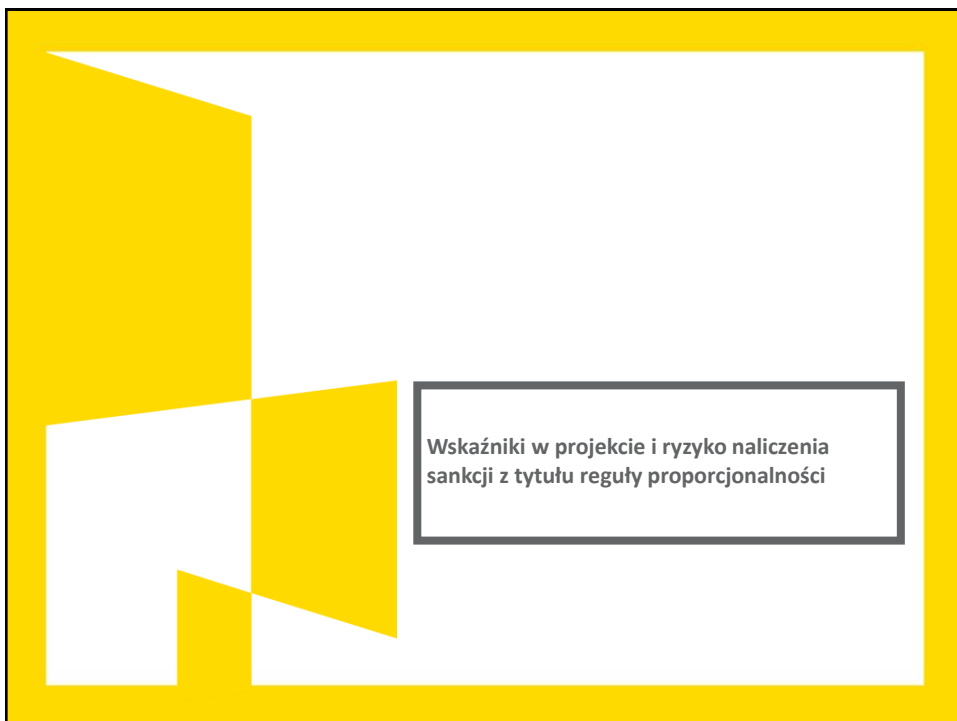 Wskaźniki w projekcie i ryzyko naliczenia
sankcji z tytułu reguły proporcjonalności